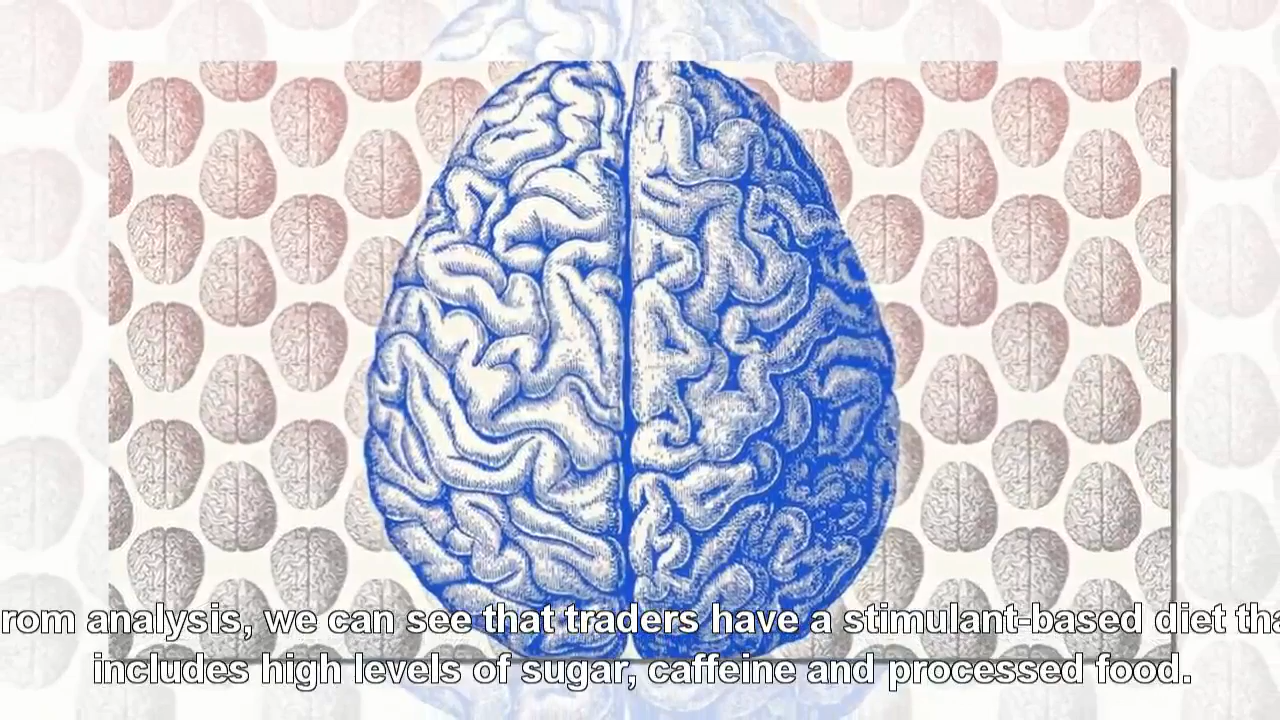 rom analysis, we can see that traders have a stimulant-based diet tha
includes high levels of sugar, caffeine and processed food.